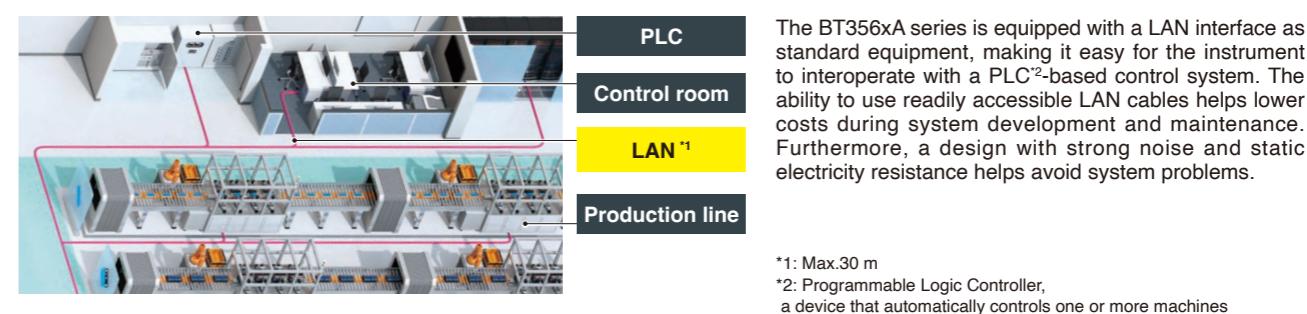 PLC
Control room
LAN *1
Production line
The BT356xA series is equipped with a LAN interface as
standard equipment, making it easy for the instrument
to interoperate with a PLC*2-based control system. The
ability to use readily accessible LAN cables helps lower
costs during system development and maintenance.
Furthermore, a design with strong noise and static
electricity resistance helps avoid system problems.
*1: Max.30 m
*2: Programmable Logic Controller,
a device that automatically controls one or more machines